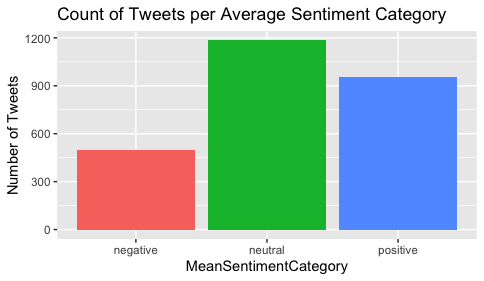 Count of Tweets per Average Sentiment Category
Number of Tweets
1200
900
600
300
0
negative
neutral
positive
MeanSentimentCategory